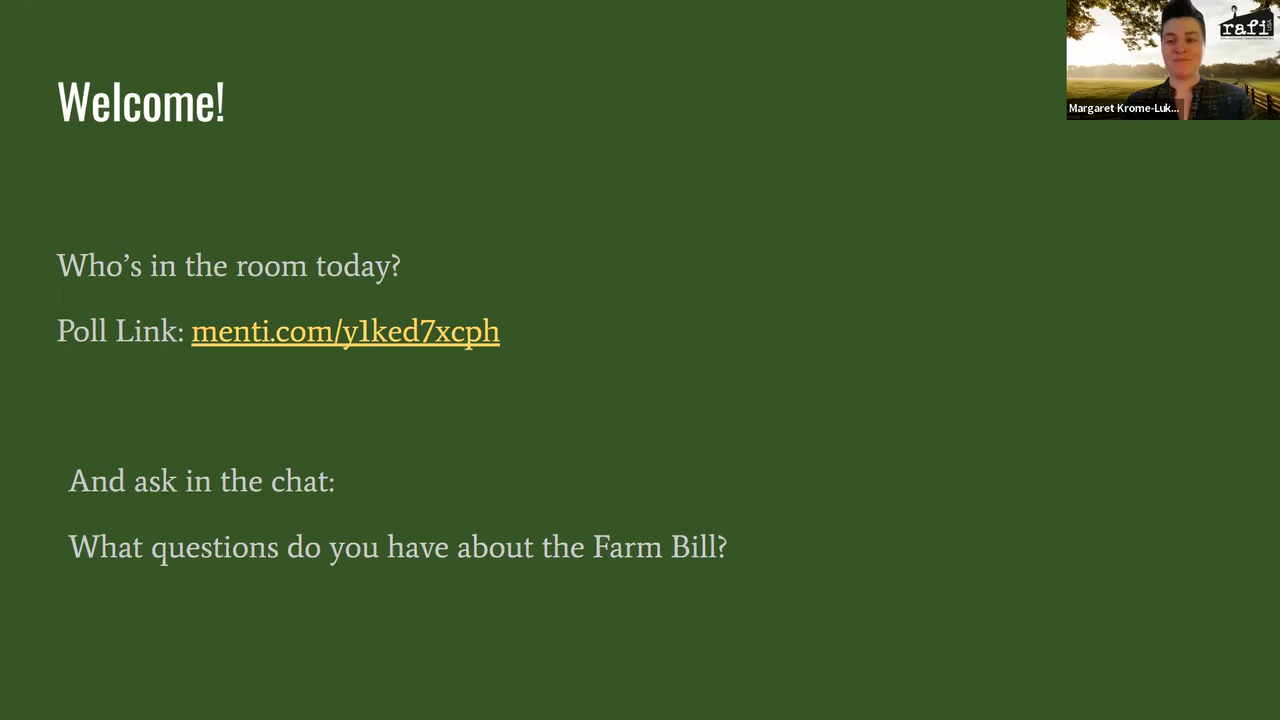 Welcome!
rafi
USA
Margaret Krome-Luk...
Who's in the room today?
Poll Link: menti.com/y1ked7xcph
And ask in the chat:
What questions do you have about the Farm Bill?